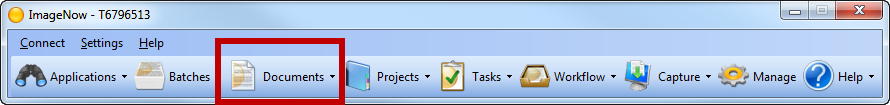 ImageNow - T6796513
Connect Settings Help
Applications Batches Documents Projects Tasks Workflow Capture Manage Help